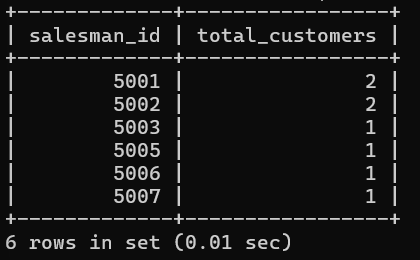 +-------------+-----------------+
| salesman_id | total_customers |
+-------------+-----------------+
|        5001 |               2 |
|        5002 |               2 |
|        5003 |               1 |
|        5005 |               1 |
|        5006 |               1 |
|        5007 |               1 |
+-------------+-----------------+
6 rows in set (0.01 sec)